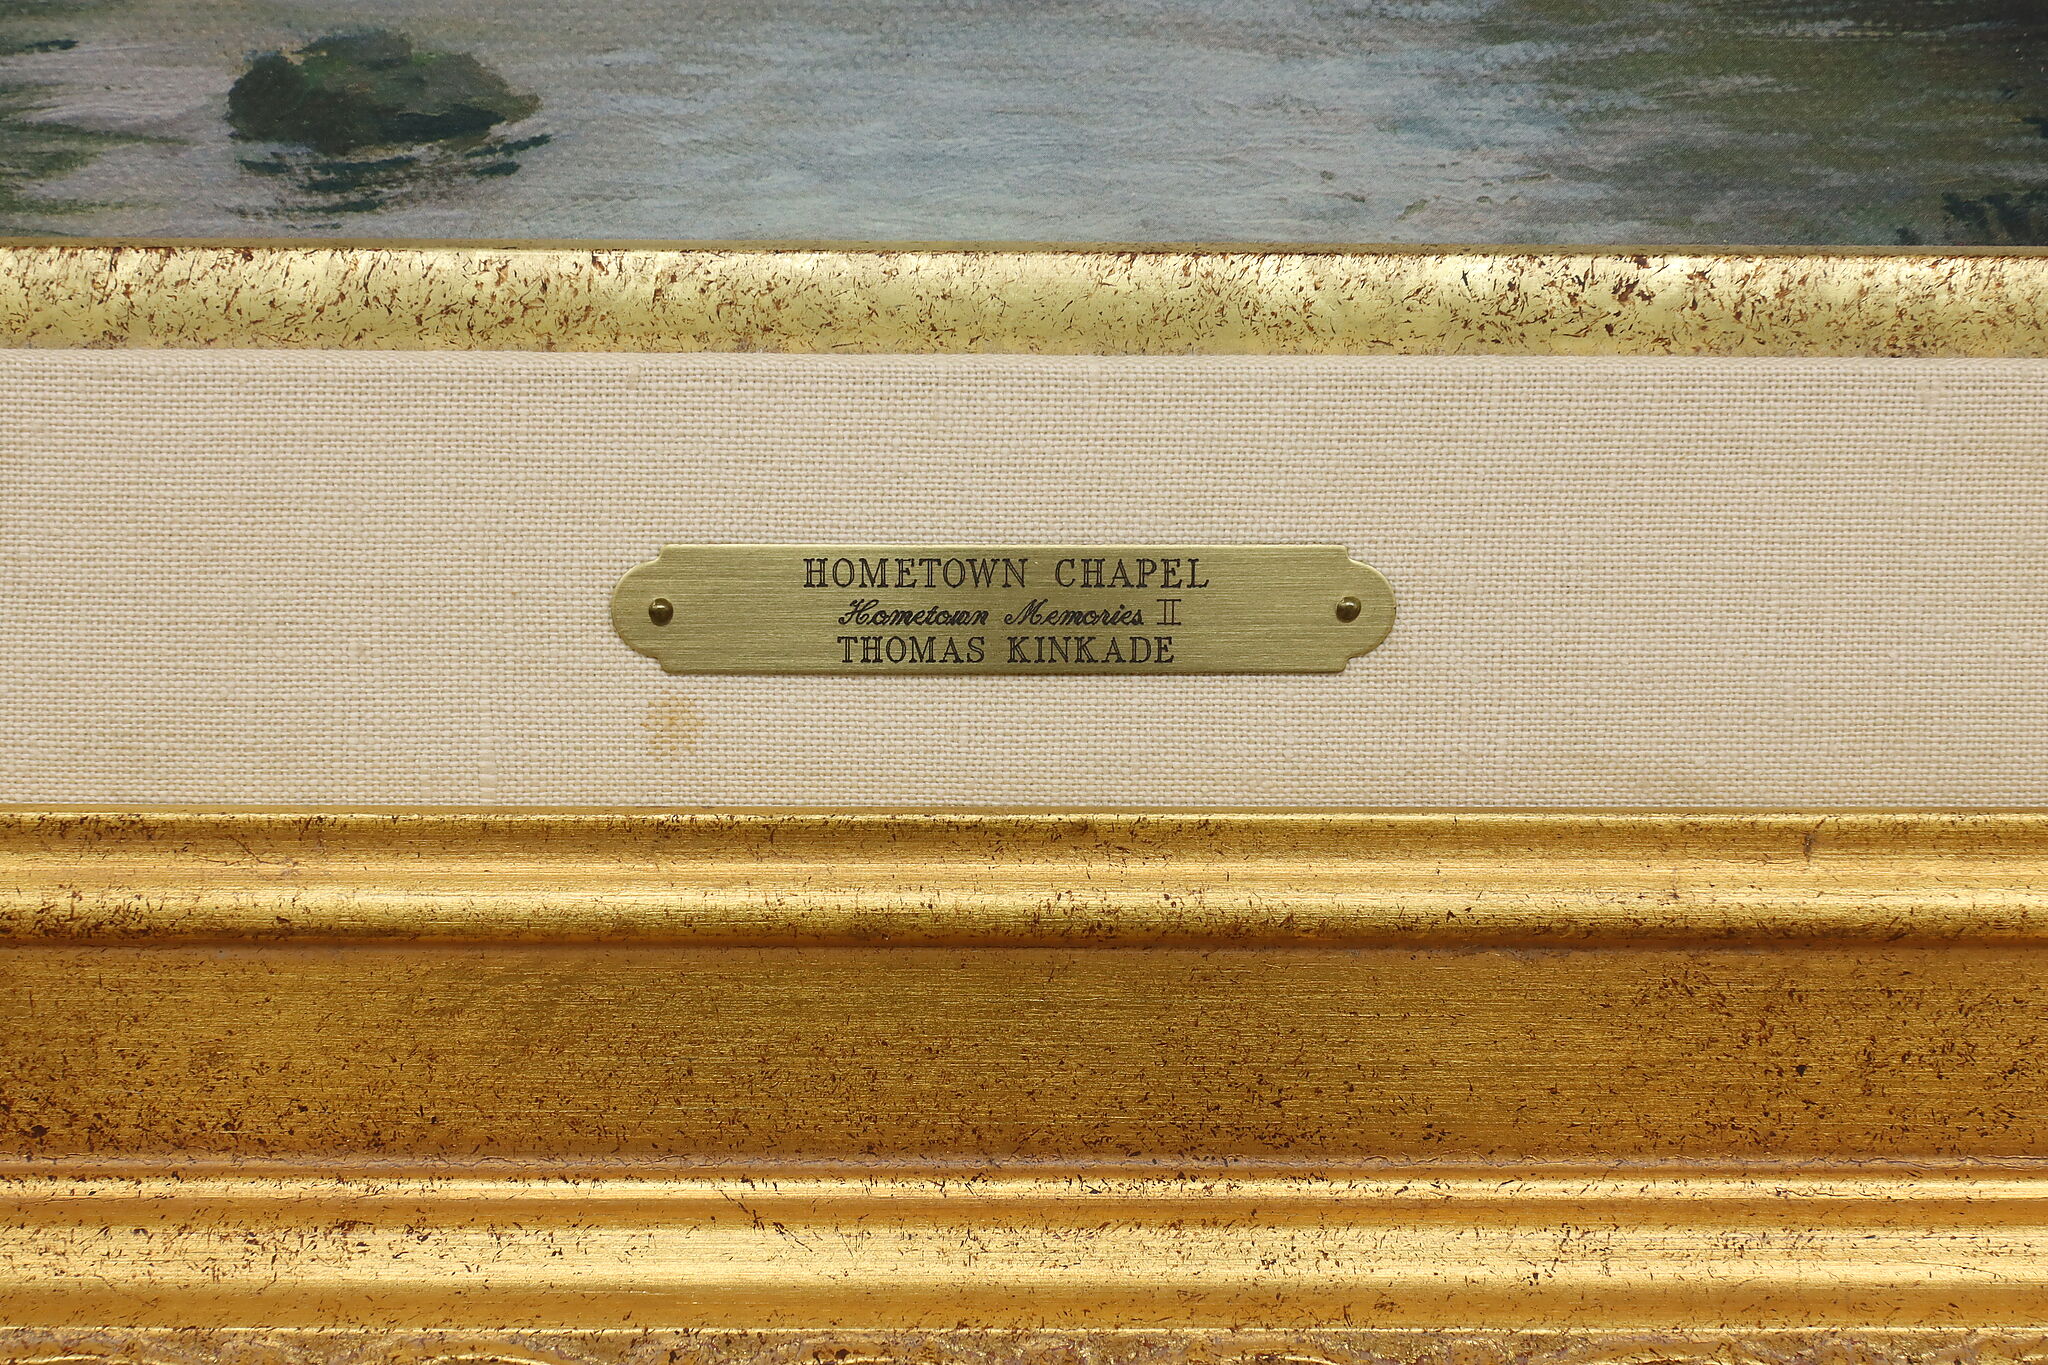 HOMETOWN CHAPEL
Hometown Memories II
THOMAS KINKADE